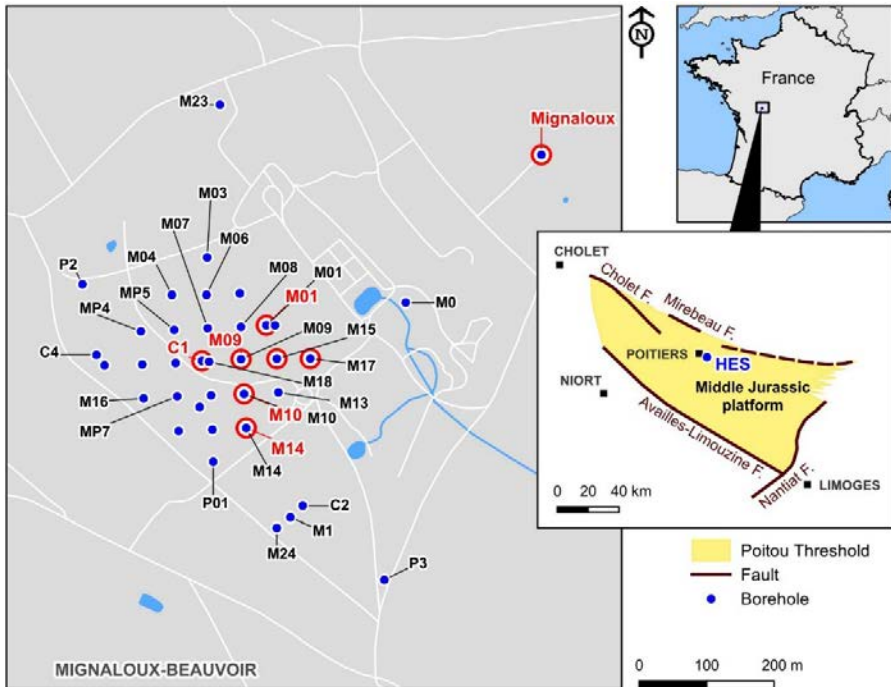 M23
Mignaloux
M03
M07
M06
M04
P2
M08
M01
MP5
M01
M0
MP4
M09
M09
M15
C1
C4
M17
M18
M16
M13
M10
M10
MP7
M14
M14
P01
C2
M1
M24
P3
MIGNALOUX-BEAUVOIR
N
France
CHOLET
Cholet F.
Mirebeau F.
POITIERS
HES
NIORT
Middle Jurassic
platform
Availles-Limouzine F.
Nantiat F.
LIMOGES
0 20 40 km
Poitou Threshold
Fault
Borehole
0 100 200 m